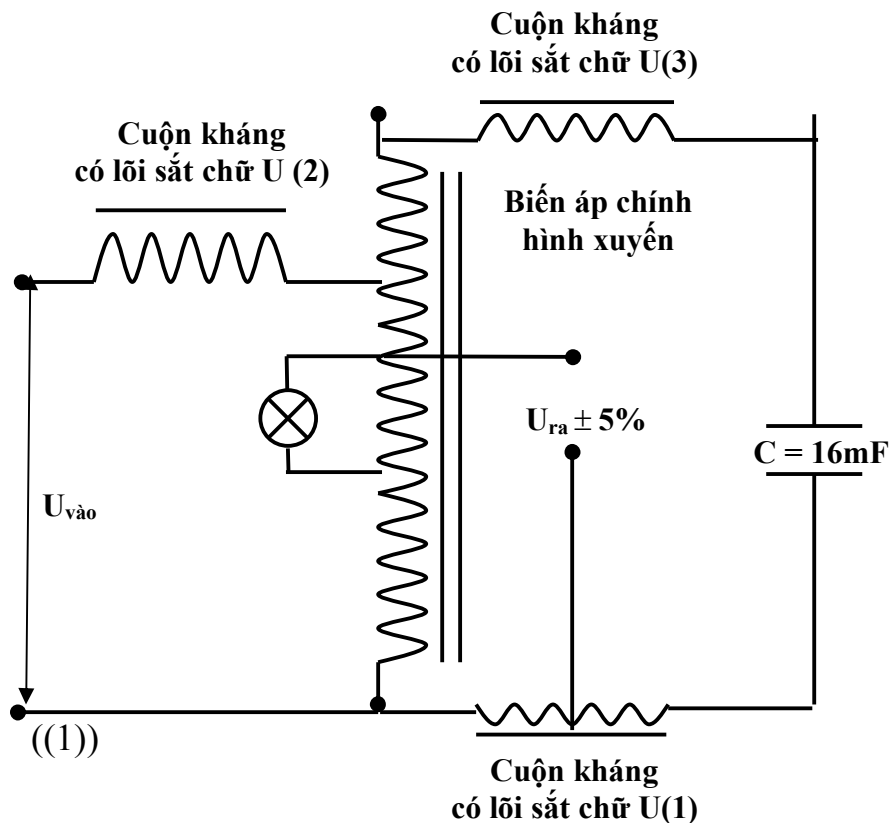 Cuộn kháng
có lõi sắt chữ U(3)
Cuộn kháng
có lõi sắt chữ U (2)
Biến áp chính
hình xuyến
Ura ± 5%
C = 16mF
Uvào
((1))
Cuộn kháng
có lõi sắt chữ U(1)